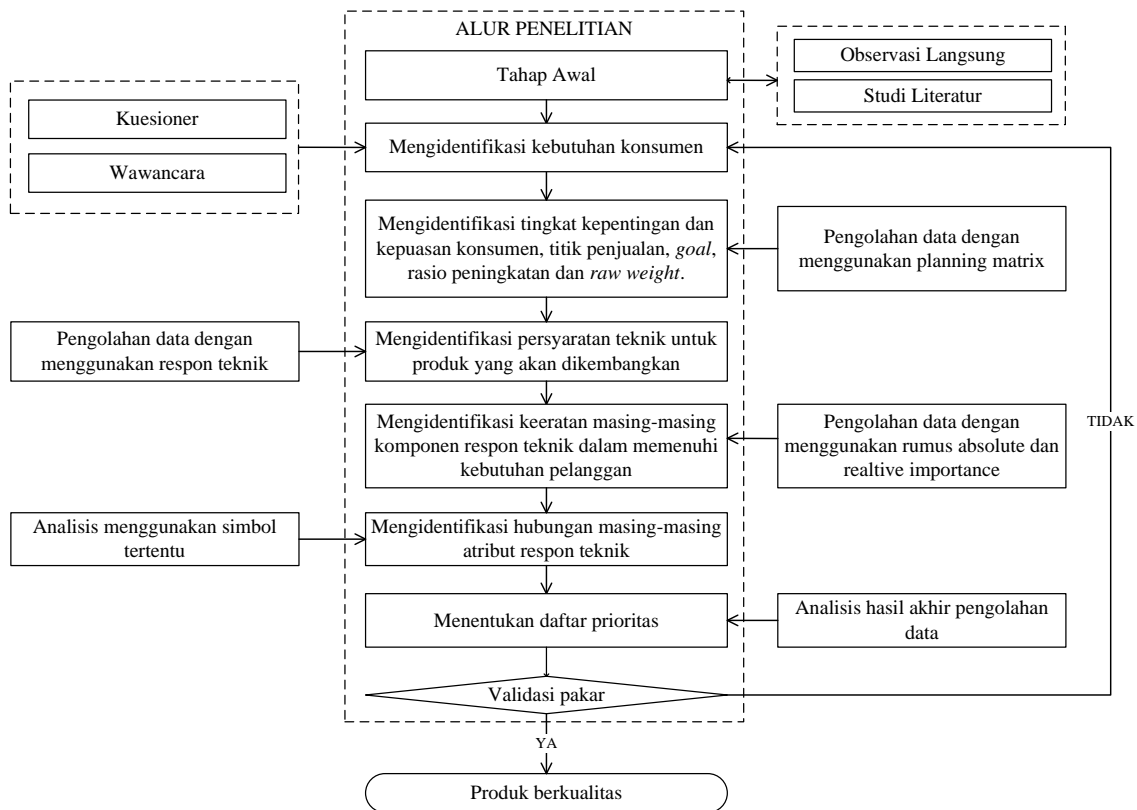 ALUR PENELITIAN
Tahap Awal
Observasi Langsung
Studi Literatur
Kuesioner
Wawancara
Mengidentifikasi kebutuhan konsumen
Mengidentifikasi tingkat kepentingan dan
kepuasan konsumen, titik penjualan, goal,
rasio peningkatan dan raw weight.
Pengolahan data dengan
menggunakan planning matrix
Pengolahan data dengan
menggunakan respon teknik
Mengidentifikasi persyaratan teknik untuk
produk yang akan dikembangkan
Mengidentifikasi keeratan masing-masing
komponen respon teknik dalam memenuhi
kebutuhan pelanggan
Pengolahan data dengan
menggunakan rumus absolute dan
realtive importance
TIDAK
Analisis menggunakan simbol
tertentu
Mengidentifikasi hubungan masing-masing
atribut respon teknik
Menentukan daftar prioritas
Analisis hasil akhir pengolahan
data
Validasi pakar
YA
Produk berkualitas